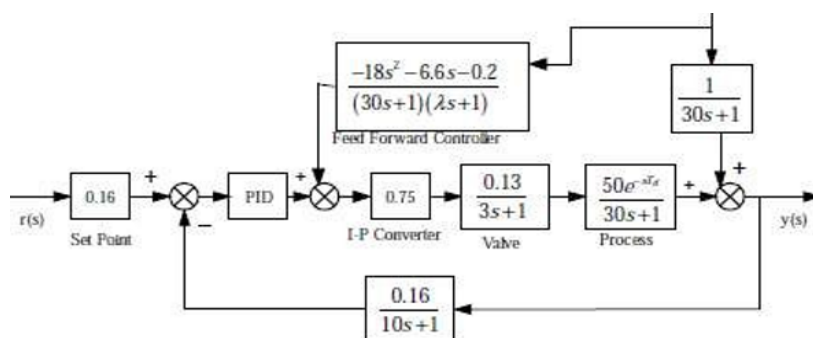 −18s²−6.6s−0.2
(30s+1)(λs+1)
Feed Forward Controller
1
30s+1
+
+
+
+
−
r(s)
0.16
Set Point
PID
0.75
I-P Converter
0.13
3s+1
Valve
50e^{-sT_d}
30s+1
Process
+
y(s)
0.16
10s+1